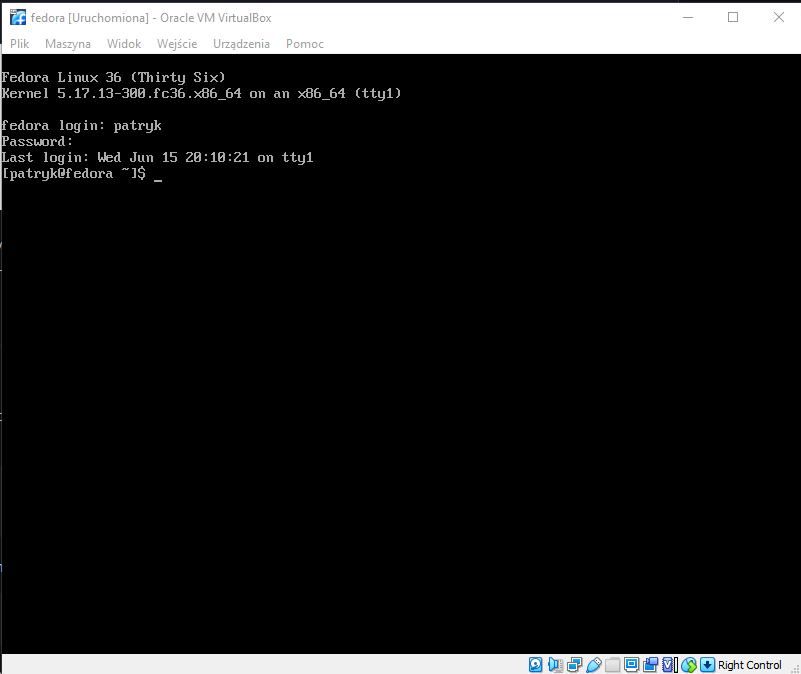 fedora [Uruchomiona] - Oracle VM VirtualBox
Plik Maszyna Widok Wejście Urządzenia Pomoc
Fedora Linux 36 (Thirty Six)
Kernel 5.17.13-300.fc36.x86_64 on an x86_64 (tty1)
fedora login: patryk
Password:
Last login: Wed Jun 15 20:10:21 on tty1
[patryk@fedora ~]$ _
Right Control